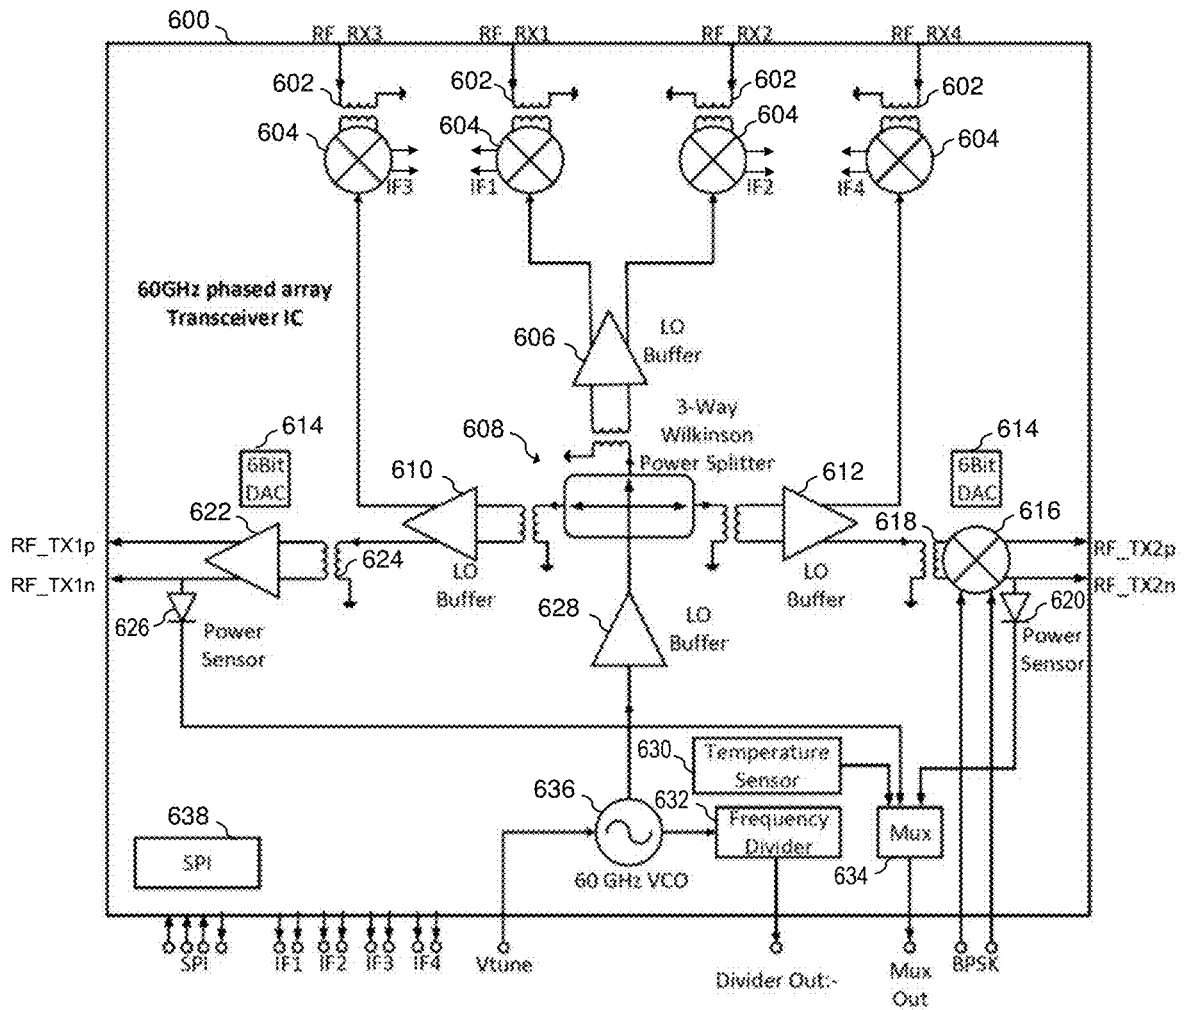 600
RF_RX3
RF_RX1
RF_RX2
RF_RX4
602
602
602
602
604
604
604
604
IF3
IF1
IF2
IF4
60GHz phased array
Transceiver IC
606
LO
Buffer
608
3-Way
Wilkinson
Power Splitter
614
6Bit
DAC
610
612
614
6Bit
DAC
622
618
616
RF_TX1p
RF_TX1n
624
LO
Buffer
LO
Buffer
RF_TX2p
RF_TX2n
626
Power
Sensor
628
LO
Buffer
620
Power
Sensor
630
Temperature
Sensor
636
632
Frequency
Divider
Mux
634
638
SPI
60 GHz VCO
SPI
IF1
IF2
IF3
IF4
Vtune
Divider Out:-
Mux
Out
BPSK